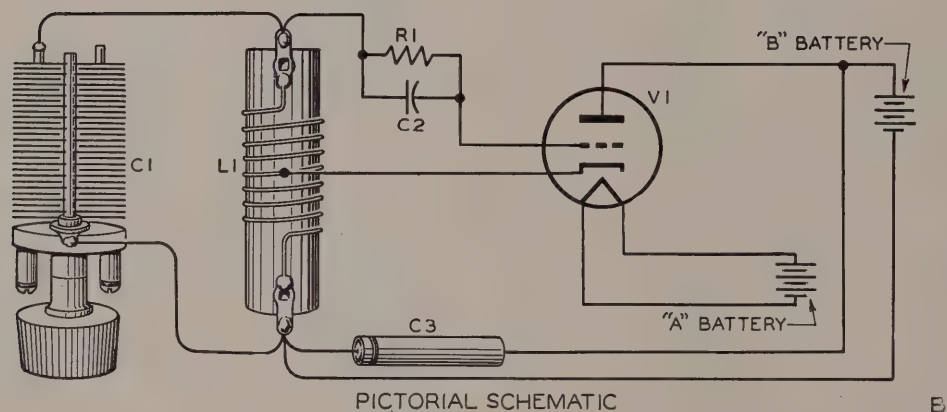 "B" BATTERY
R1
V1
C2
C1
L1
"A" BATTERY
C3
PICTORIAL SCHEMATIC
B